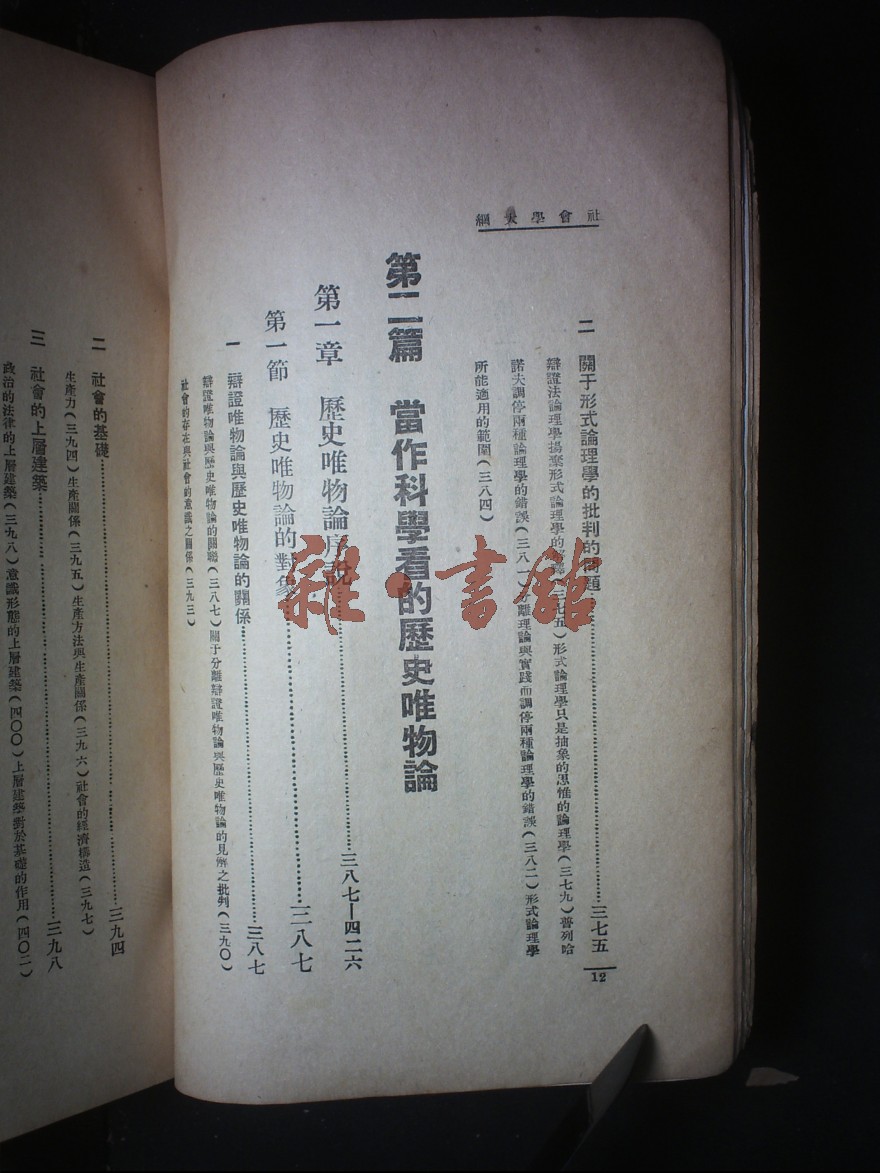 社會學大綱
二　關于形式論理學的批判的問題……三七五
辯證法論理學揚棄形式論理學的（三七五）形式論理學只是抽象的思惟的論理學（三七九）普列哈
諾夫調停兩種論理學的錯誤（三八一）分離理論與實踐而調停兩種論理學的錯誤（三八二）形式論理學
所能適用的範圍（三八四）
第二篇　當作科學看的歷史唯物論
第一章　歷史唯物論序說……三八七—四二六
第一節　歷史唯物論的對象……三八七
一　辯證唯物論與歷史唯物論的關係……三八七
辯證唯物論與歷史唯物論的關聯（三八七）關于分離辯證唯物論與歷史唯物論的見解之批判（三九〇）
社會的存在與社會的意識之關係（三九三）
12
二　社會的基礎……三九四
生產力（三九四）生產關係（三九五）生產方法與生產關係（三九六）社會的經濟構造（三九七）
三　社會的上層建築……三九八
政治的法律的上層建築（三九八）意識形態的上層建築（四〇〇）上層建築對於基礎的作用（四〇二）
雜·書館